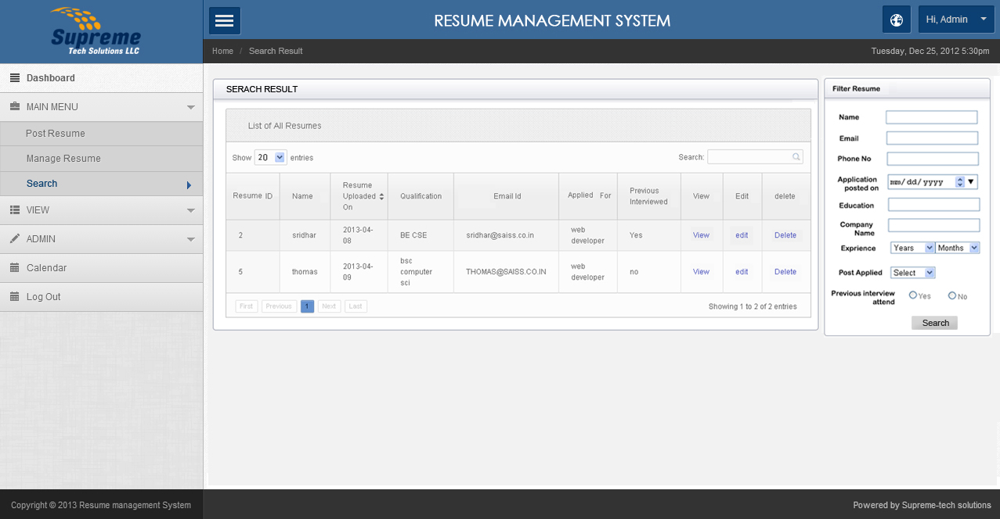 Supreme
Tech Solutions LLC
RESUME MANAGEMENT SYSTEM
Hi, Admin
Home / Search Result
Tuesday, Dec 25, 2012 5:30pm
Dashboard
MAIN MENU
Post Resume
Manage Resume
Search
VIEW
ADMIN
Calendar
Log Out
SERACH RESULT
List of All Resumes
Show 20 entries
Search:
Resume ID
Name
Resume
Uploaded
On
Qualification
Email Id
Applied For
Previous
Interviewed
View
Edit
delete
2
sridhar
2013-04-
08
BE CSE
sridhar@saiss.co.in
web
developer
Yes
View
edit
Delete
5
thomas
2013-04-
09
bsc
computer
sci
THOMAS@SAISS.CO.IN
web
developer
no
View
edit
Delete
First Previous 1 Next Last
Showing 1 to 2 of 2 entries
Filter Resume
Name
Email
Phone No
Application
posted on
mm/dd/yyyy
Education
Company
Name
Exprience
Years Months
Post Applied
Select
Previous interview
attend
Yes No
Search
Copyright © 2013 Resume management System
Powered by Supreme-tech solutions